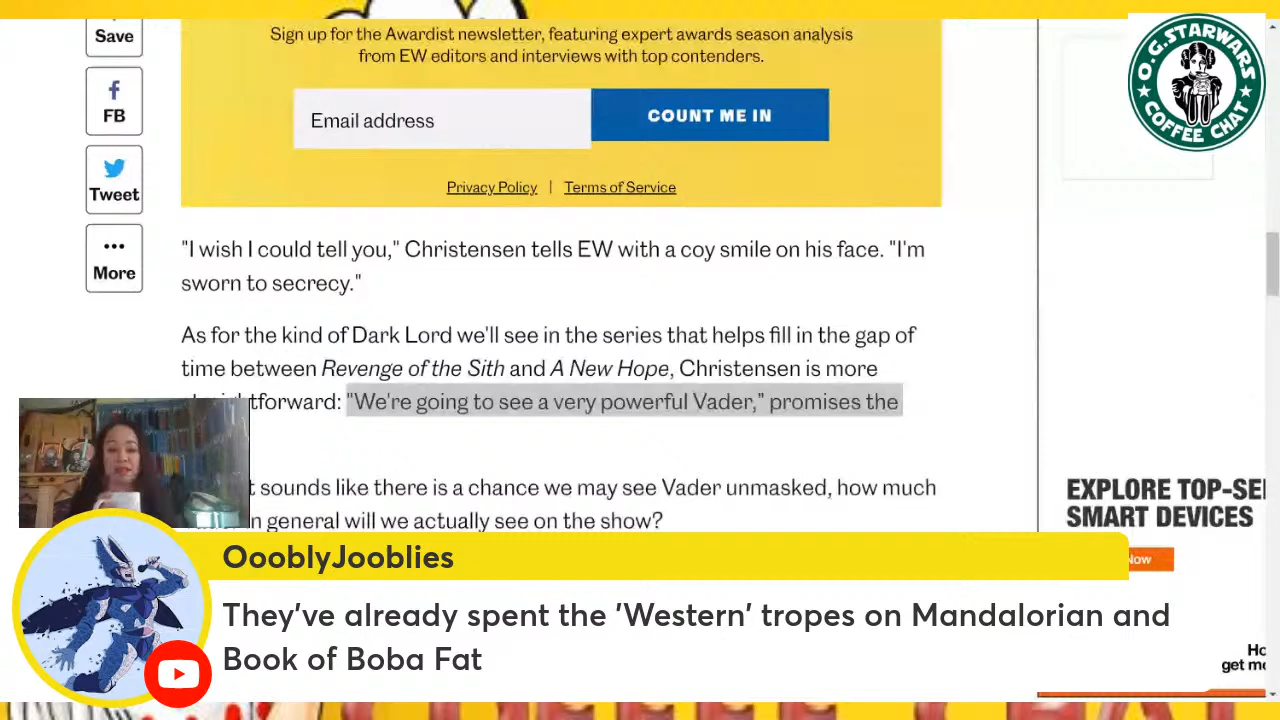 Save
Sign up for the Awardist newsletter, featuring expert awards season analysis
from EW editors and interviews with top contenders.
O.G. STARWARS
COFFEE CHAT
FB
Email address
COUNT ME IN
Tweet
Privacy Policy | Terms of Service
More
"I wish I could tell you," Christensen tells EW with a coy smile on his face. "I'm
sworn to secrecy."
As for the kind of Dark Lord we'll see in the series that helps fill in the gap of
time between Revenge of the Sith and A New Hope, Christensen is more
"We're going to see a very powerful Vader," promises the
sounds like there is a chance we may see Vader unmasked, how much
general will we actually see on the show?
EXPLORE TOP-SE
SMART DEVICES
Now
OooblyJooblies
They've already spent the 'Western' tropes on Mandalorian and
Book of Boba Fat
Ho
get m